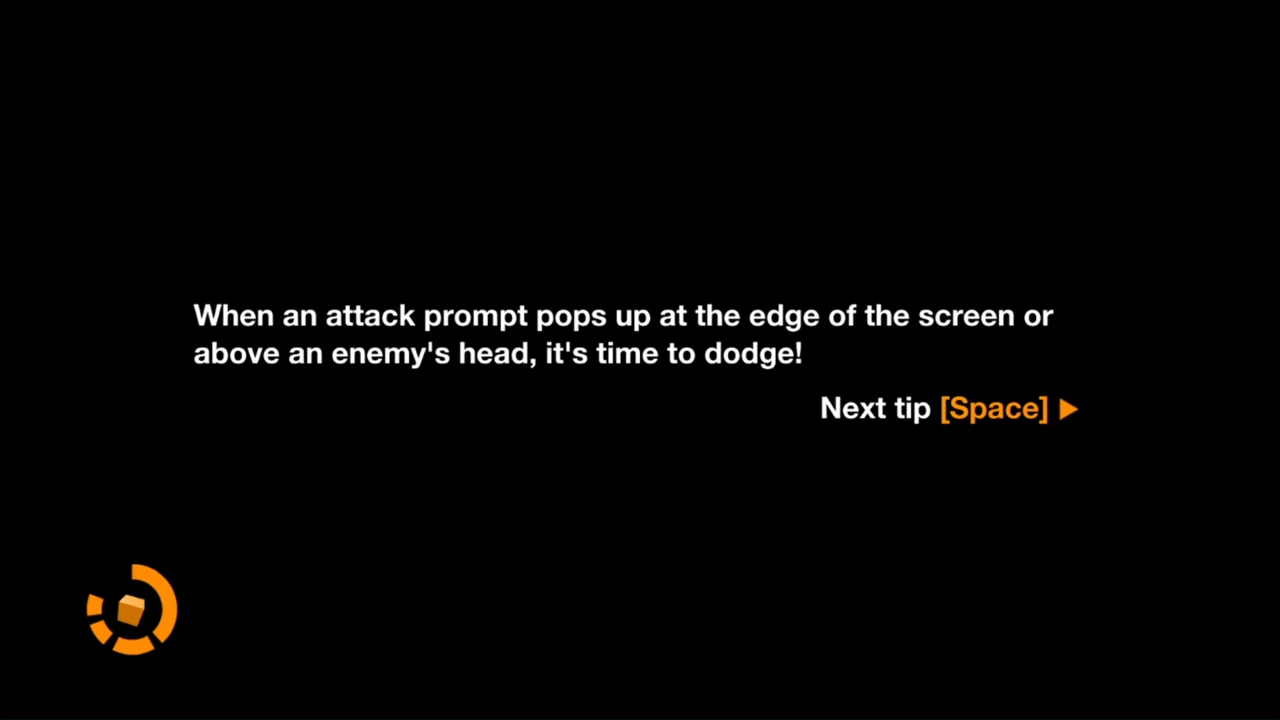 When an attack prompt pops up at the edge of the screen or
above an enemy's head, it's time to dodge!
Next tip [Space] ▶